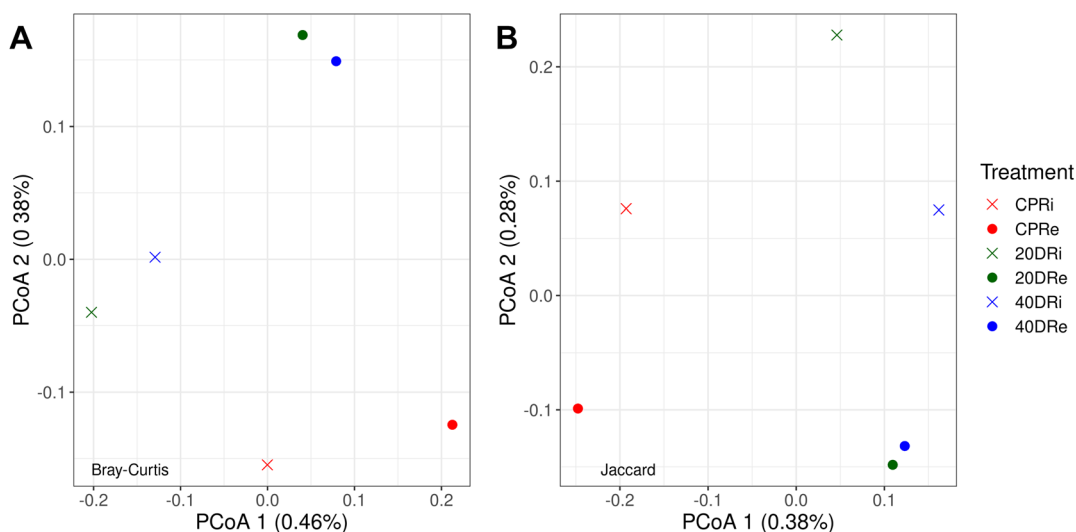 A
B
PCoA 2 (0 38%)
0.1
0.0
-0.1
Bray-Curtis
-0.2
-0.1
0.0
0.1
0.2
PCoA 1 (0.46%)
PCoA 2 (0.28%)
0.2
0.1
0.0
-0.1
Jaccard
-0.2
-0.1
0.0
0.1
PCoA 1 (0.38%)
Treatment
CPRi
CPRe
20DRi
20DRe
40DRi
40DRe